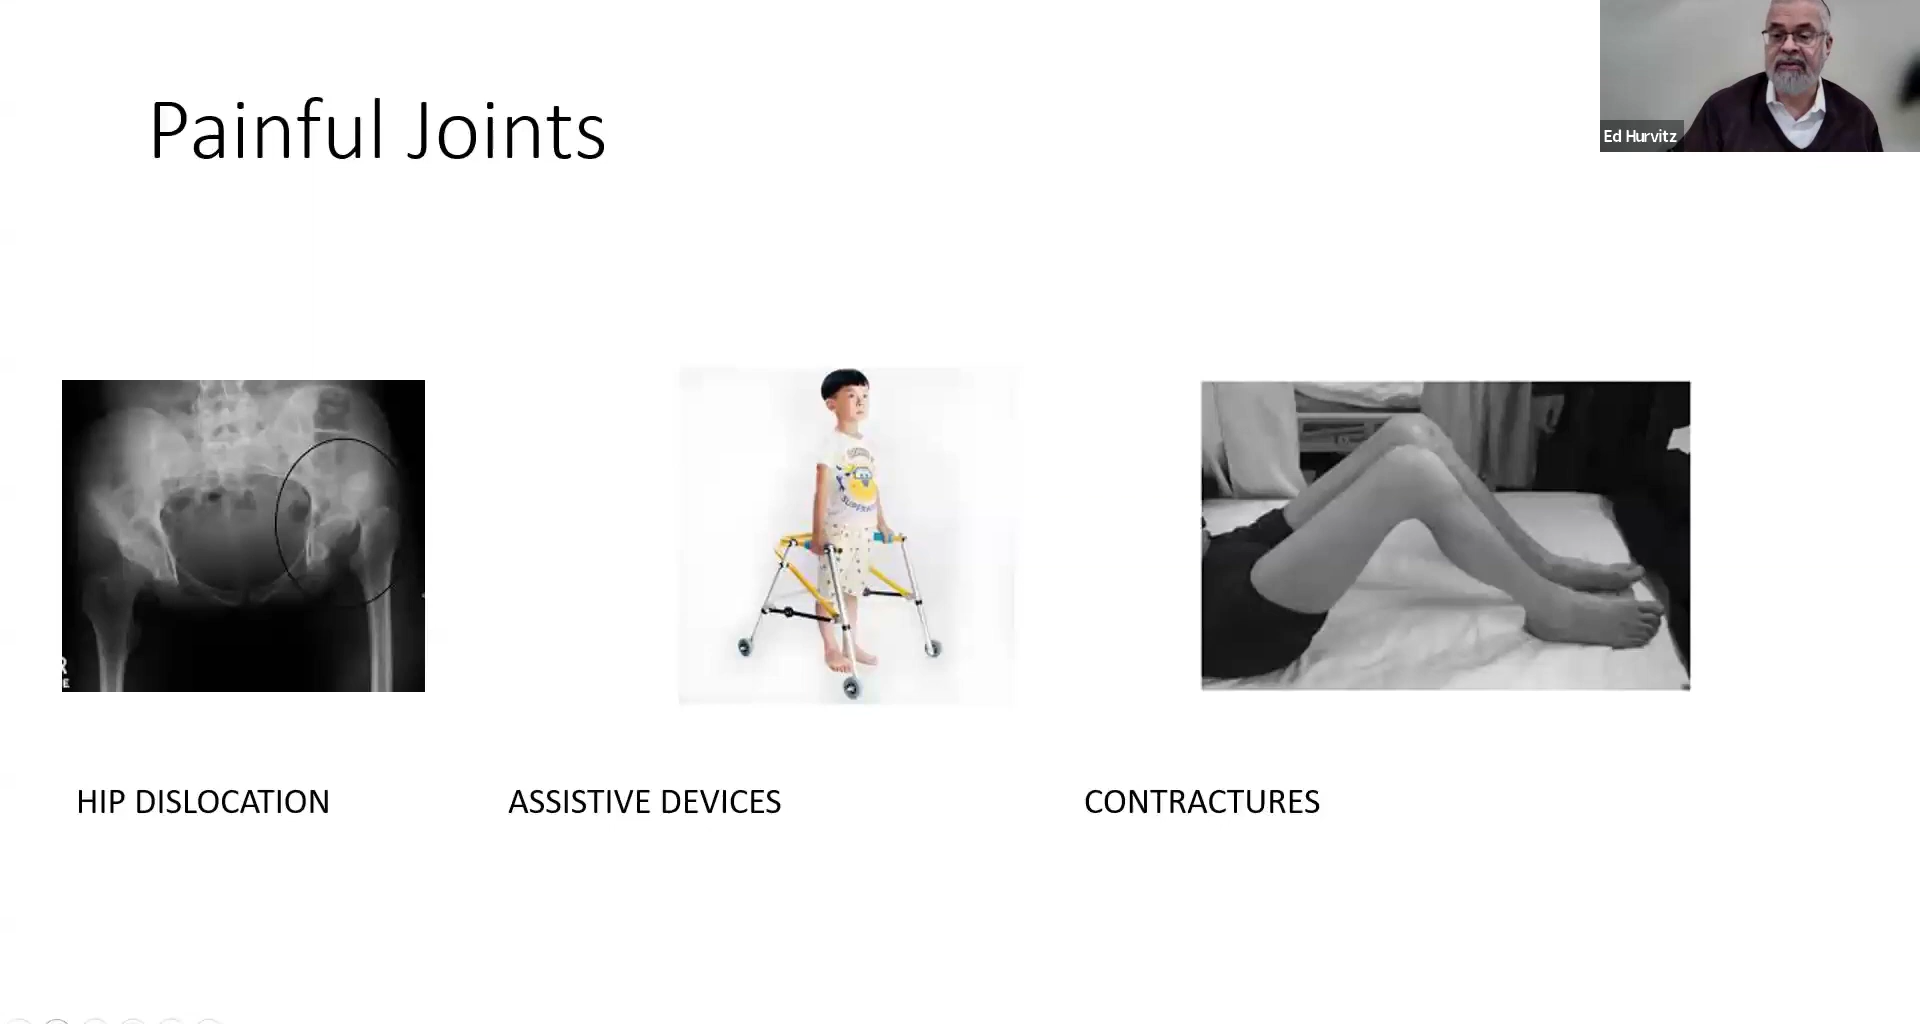 Painful Joints
Ed Hurvitz
R
E
HIP DISLOCATION
ASSISTIVE DEVICES
CONTRACTURES